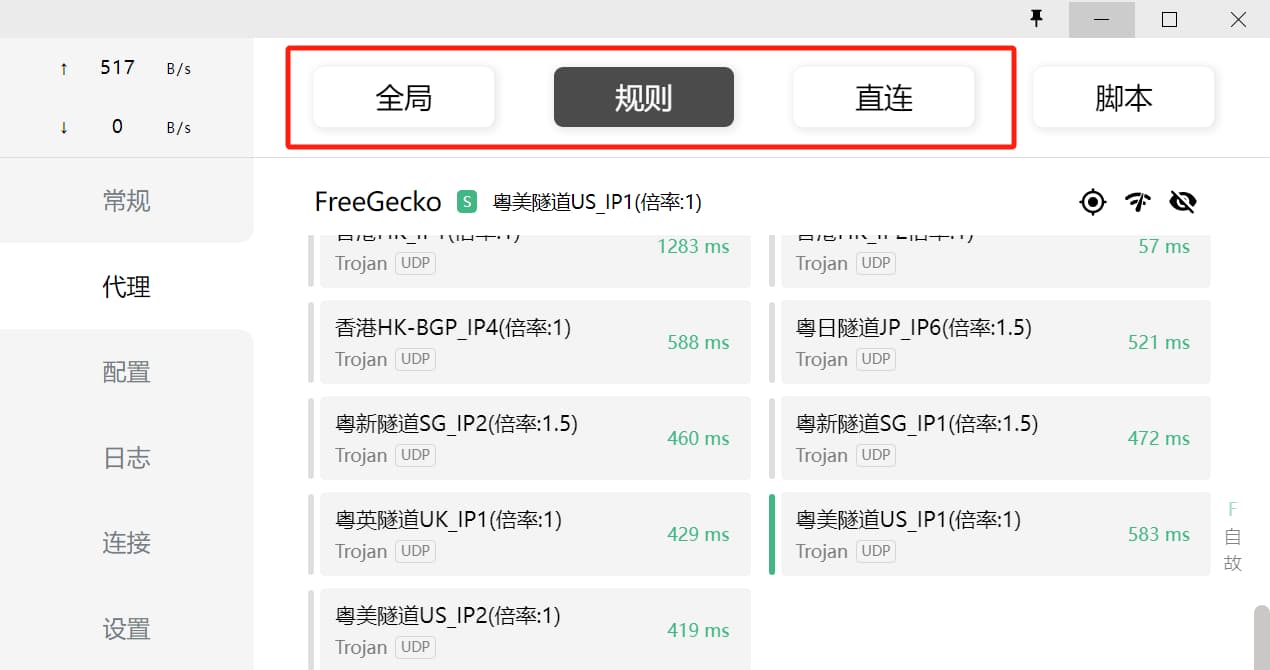 ↑ 517 B/s
↓ 0 B/s
全局 规则 直连 脚本
常规
代理
配置
日志
连接
设置
FreeGecko S 粤美隧道US_IP1(倍率:1)
1283 ms
Trojan UDP
57 ms
Trojan UDP
香港HK-BGP_IP4(倍率:1)
588 ms
Trojan UDP
粤日隧道JP_IP6(倍率:1.5)
521 ms
Trojan UDP
粤新隧道SG_IP2(倍率:1.5)
460 ms
Trojan UDP
粤新隧道SG_IP1(倍率:1.5)
472 ms
Trojan UDP
粤英隧道UK_IP1(倍率:1)
429 ms
Trojan UDP
粤美隧道US_IP1(倍率:1)
583 ms
Trojan UDP
粤美隧道US_IP2(倍率:1)
419 ms
Trojan UDP
F
自
故